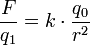 F/q₁ = k · q₀/r²